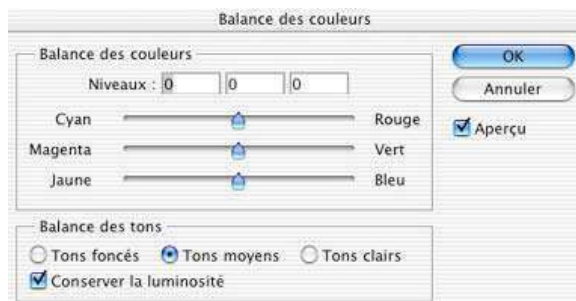 Balance des couleurs
Balance des couleurs
OK
Niveaux : 0 0 0
Annuler
Cyan Rouge
Aperçu
Magenta Vert
Jaune Bleu
Balance des tons
Tons foncés Tons moyens Tons clairs
Conserver la luminosité